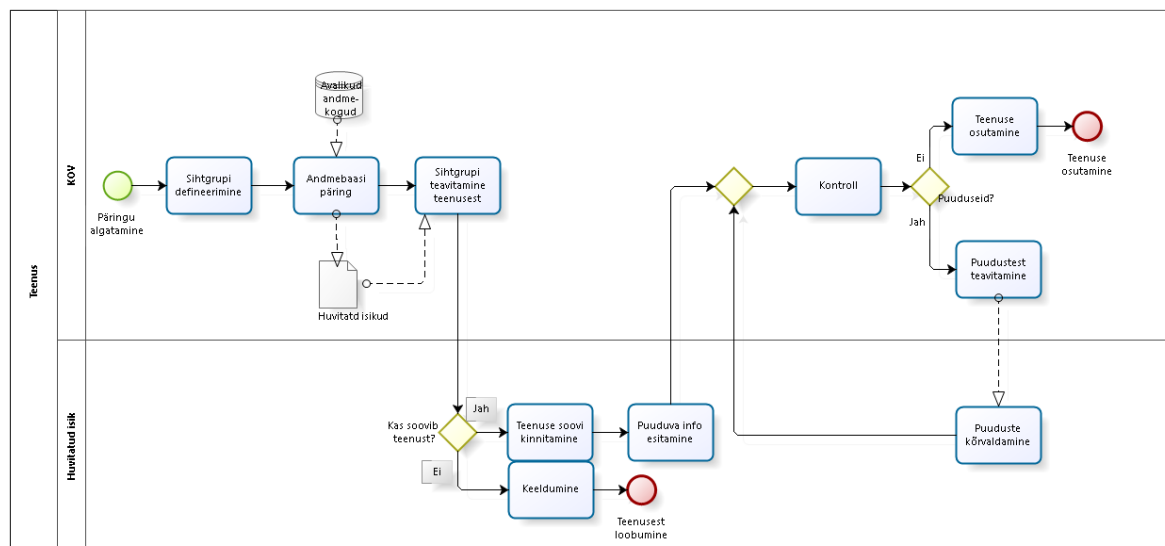 Teenus
KOV
Huvitatud isik
Päringu
algatamine
Sihtgrupi
defineerimine
Avalikud
andme-
kogud
Andmebaasi
päring
Huvitatd isikud
Sihtgrupi
teavitamine
teenusest
Kas soovib
teenust?
Jah
Ei
Teenuse soovi
kinnitamine
Puuduva info
esitamine
Keeldumine
Teenusest
loobumine
Kontroll
Puuduseid?
Ei
Jah
Teenuse
osutamine
Teenuse
osutamine
Puudustest
teavitamine
Puuduste
kõrvaldamine